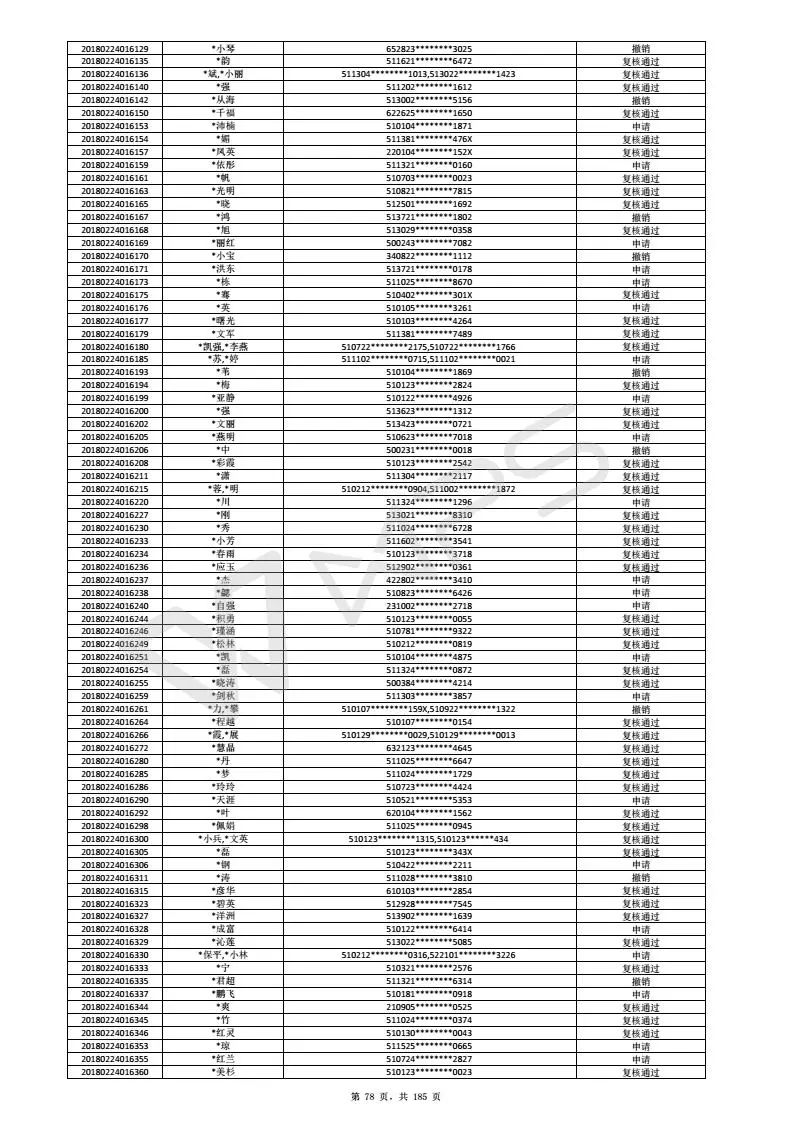 20180224016129 *小琴 652823********3025 撤销
20180224016135 *韵 511621********6472 复核通过
20180224016136 *斌,*小丽 511304********1013,513022********1423 复核通过
20180224016140 *强 511202********1612 复核通过
20180224016142 *从海 513002********5156 撤销
20180224016150 *千福 622625********1650 复核通过
20180224016153 *沛楠 510104********1871 申请
20180224016154 *媚 511381********476X 复核通过
20180224016157 *凤英 220104********152X 复核通过
20180224016159 *依彤 511321********0160 申请
20180224016161 *帆 510703********0023 复核通过
20180224016163 *光明 510821********7815 复核通过
20180224016165 *晓 512501********1692 复核通过
20180224016167 *鸿 513721********1802 撤销
20180224016168 *旭 513029********0358 复核通过
20180224016169 *丽红 500243********7082 申请
20180224016170 *小宝 340822********1112 撤销
20180224016171 *洪东 513721********0178 申请
20180224016173 *栋 511025********8670 申请
20180224016175 *骞 510402********301X 复核通过
20180224016176 *英 510105********3261 申请
20180224016177 *曙光 510103********4264 复核通过
20180224016179 *文军 511381********7489 复核通过
20180224016180 *凯强,*李燕 510722********2175,510722********1766 复核通过
20180224016185 *苏,*婷 511102********0715,511102********0021 申请
20180224016193 *苇 510104********1869 撤销
20180224016194 *梅 510123********2824 复核通过
20180224016199 *亚静 510122********4926 申请
20180224016200 *强 513623********1312 复核通过
20180224016202 *文丽 513423********0721 复核通过
20180224016205 *燕明 510623********7018 申请
20180224016206 *中 500231********0018 撤销
20180224016208 *彩霞 510123********2542 复核通过
20180224016211 *潇 511304********2117 复核通过
20180224016215 *蓉,*明 510212********0904,511002********1872 复核通过
20180224016220 *川 511324********1296 申请
20180224016227 *刚 513021********8310 复核通过
20180224016230 *秀 511024********6728 复核通过
20180224016233 *小芳 511602********3541 复核通过
20180224016234 *春雨 510123********3718 复核通过
20180224016236 *应玉 512902********0361 复核通过
20180224016237 *杰 422802********3410 申请
20180224016238 *懿 510823********6426 申请
20180224016240 *自强 231002********2718 申请
20180224016244 *积勇 510123********0055 复核通过
20180224016246 *瑾涵 510781********9322 复核通过
20180224016249 *松林 510212********0819 复核通过
20180224016251 *凯 510104********4875 申请
20180224016254 *磊 511324********0872 复核通过
20180224016255 *晓涛 500384********4214 复核通过
20180224016259 *剑秋 511303********3857 申请
20180224016261 *力,*攀 510107********159X,510922********1322 撤销
20180224016264 *程越 510107********0154 复核通过
20180224016266 *霞,*展 510129********0029,510129********0013 复核通过
20180224016272 *慧晶 632123********4645 复核通过
20180224016280 *丹 511025********6647 复核通过
20180224016285 *梦 511024********1729 复核通过
20180224016286 *玲玲 510723********4424 复核通过
20180224016290 *天涯 510521********5353 申请
20180224016292 *叶 620104********1562 复核通过
20180224016298 *佩娟 511025********0945 复核通过
20180224016300 *小兵,*文英 510123********1315,510123******434 复核通过
20180224016305 *磊 510123********343X 复核通过
20180224016306 *钢 510422********2211 申请
20180224016311 *涛 511028********3810 撤销
20180224016315 *彦华 610103********2854 复核通过
20180224016323 *碧英 512928********7545 复核通过
20180224016327 *洋洲 513902********1639 复核通过
20180224016328 *成富 510122********6414 申请
20180224016329 *沁莲 513022********5085 复核通过
20180224016330 *保平,*小林 510212********0316,522101********3226 申请
20180224016333 *宁 510321********2576 复核通过
20180224016335 *君超 511321********6314 撤销
20180224016337 *鹏飞 510181********0918 申请
20180224016344 *爽 210905********0525 复核通过
20180224016345 *竹 511024********0374 复核通过
20180224016346 *红灵 510130********0043 复核通过
20180224016353 *琼 511525********0665 申请
20180224016355 *红兰 510724********2827 申请
20180224016360 *美杉 510123********0023 复核通过
第 78 页,共 185 页